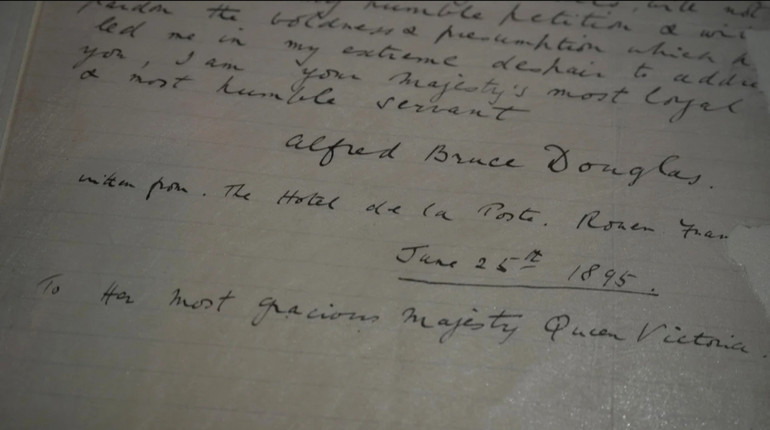 humble petition & will not
pardon the boldness & presumption which h
led me in my extreme despair to addre
you, I am your Majesty's most loyal
& most humble servant
Alfred Bruce Douglas.
written from. The Hotel de la Poste. Rouen Fran
June 25th 1895.
To Her Most gracious Majesty Queen Victoria.